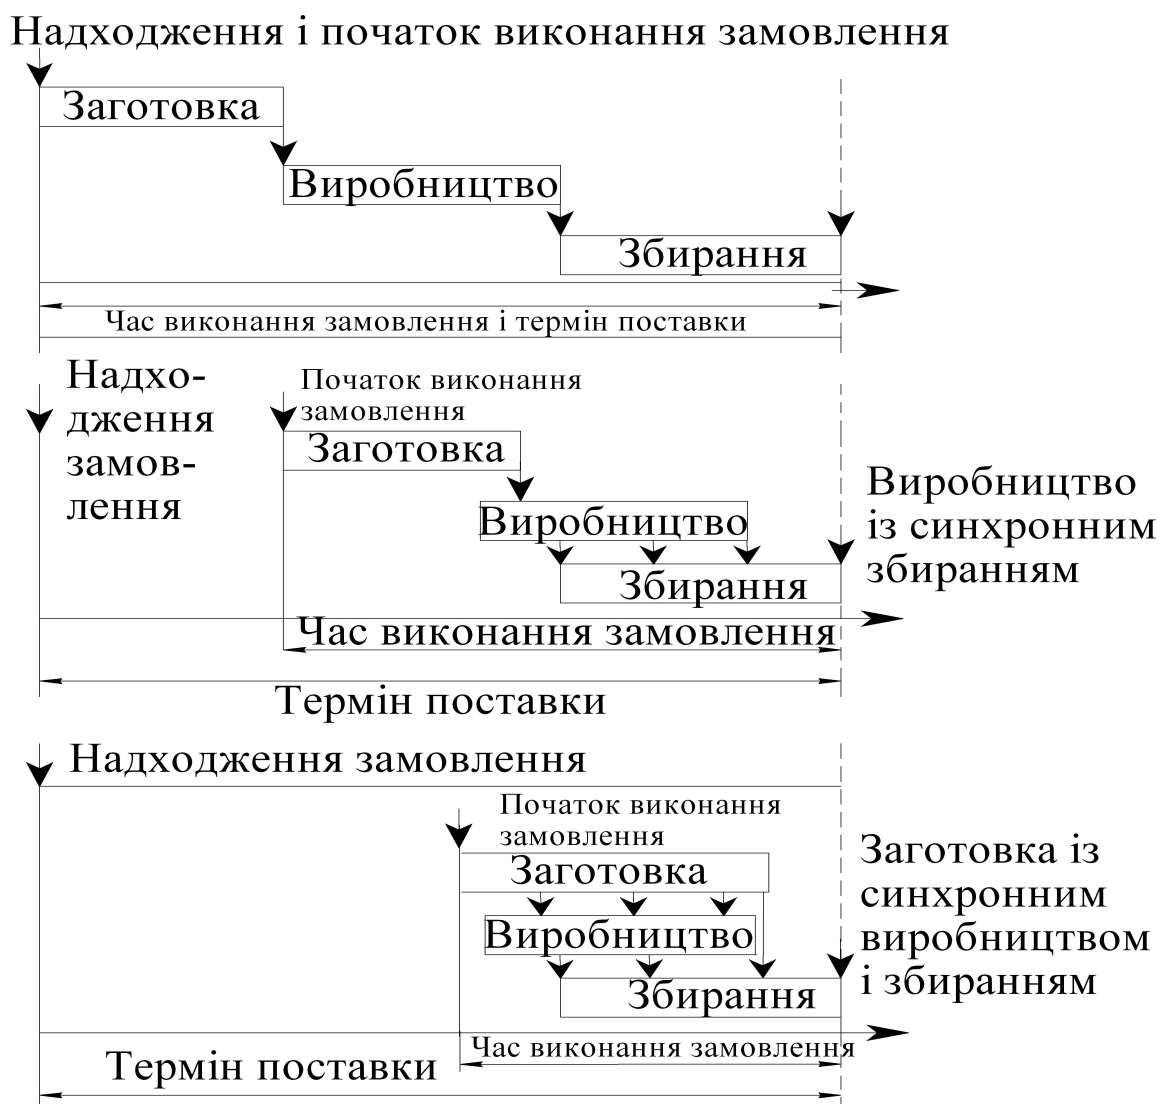 Надходження і початок виконання замовлення
Заготовка
Виробництво
Збирання
Час виконання замовлення і термін поставки
Надхо-
дження
замов-
лення
Початок виконання
замовлення
Заготовка
Виробництво
Збирання
Виробництво
із синхронним
збиранням
Час виконання замовлення
Термін поставки
Надходження замовлення
Початок виконання
замовлення
Заготовка
Виробництво
Збирання
Заготовка із
синхронним
виробництвом
і збиранням
Час виконання замовлення
Термін поставки